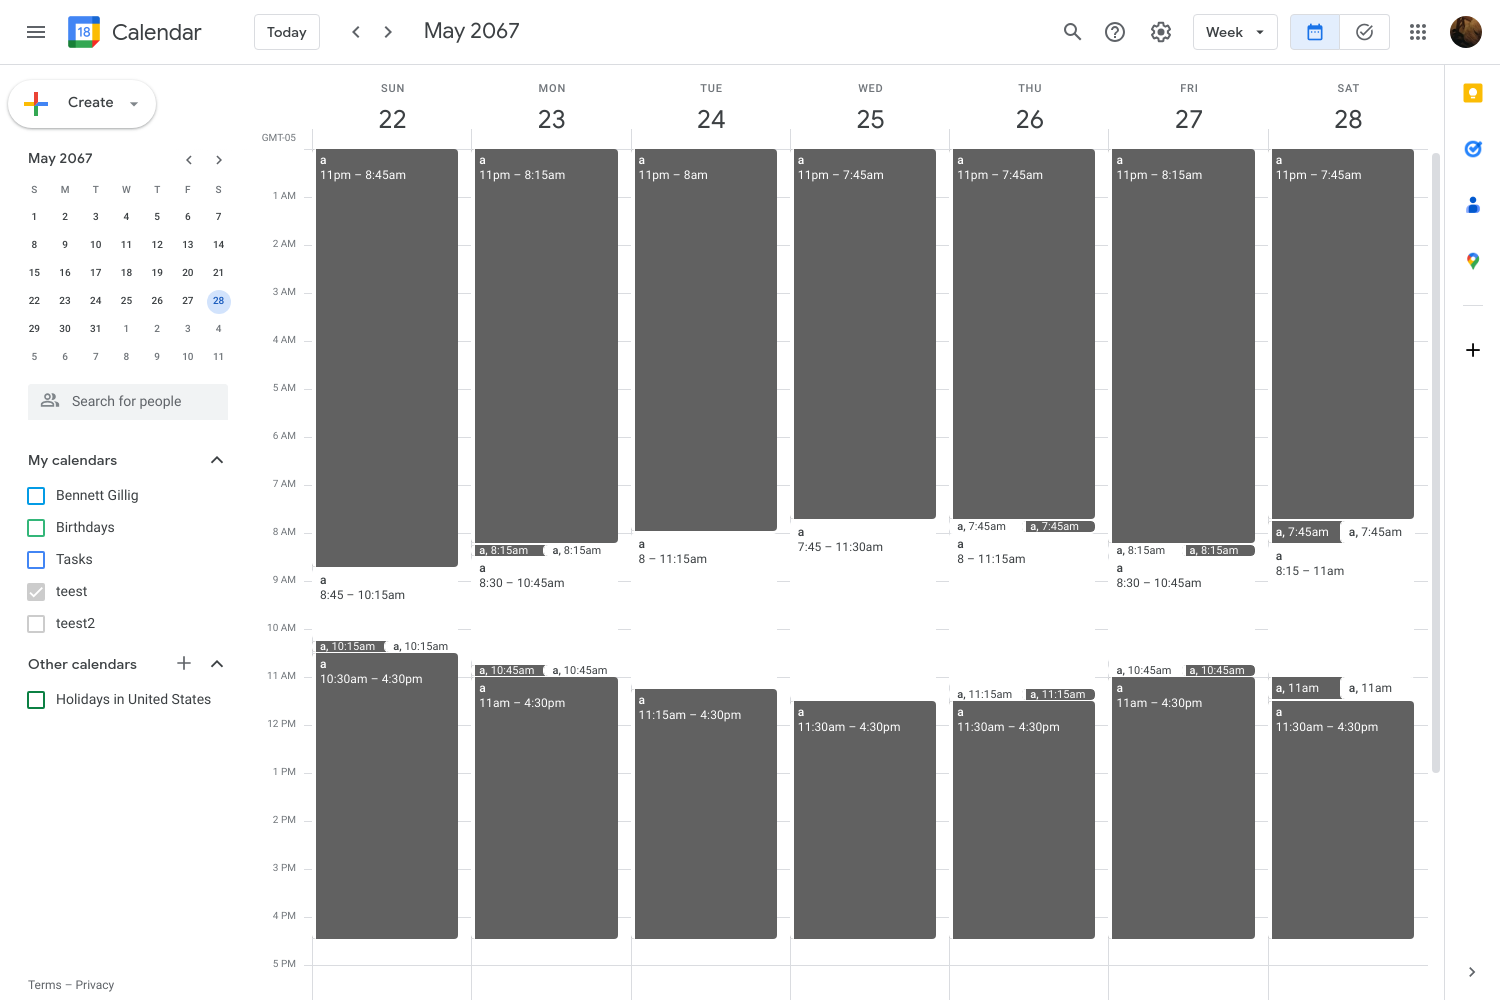 18 Calendar
Today
May 2067
Week
Create
May 2067
S M T W T F S
1 2 3 4 5 6 7
8 9 10 11 12 13 14
15 16 17 18 19 20 21
22 23 24 25 26 27 28
29 30 31 1 2 3 4
5 6 7 8 9 10 11
Search for people
My calendars
Bennett Gillig
Birthdays
Tasks
teest
teest2
Other calendars
Holidays in United States
Terms – Privacy
SUN MON TUE WED THU FRI SAT
22 23 24 25 26 27 28
GMT-05
1 AM
2 AM
3 AM
4 AM
5 AM
6 AM
7 AM
8 AM
9 AM
10 AM
11 AM
12 PM
1 PM
2 PM
3 PM
4 PM
5 PM
a
11pm – 8:45am
a
8:45 – 10:15am
a, 10:15am
a, 10:15am
a
10:30am – 4:30pm
a
11pm – 8:15am
a, 8:15am
a, 8:15am
a
8:30 – 10:45am
a, 10:45am
a, 10:45am
a
11am – 4:30pm
a
11pm – 8am
a
8 – 11:15am
a
11:15am – 4:30pm
a
11pm – 7:45am
a
7:45 – 11:30am
a
11:30am – 4:30pm
a
11pm – 7:45am
a, 7:45am
a, 7:45am
a
8 – 11:15am
a, 11:15am
a, 11:15am
a
11:30am – 4:30pm
a
11pm – 8:15am
a, 8:15am
a, 8:15am
a
8:30 – 10:45am
a, 10:45am
a, 10:45am
a
11am – 4:30pm
a
11pm – 7:45am
a, 7:45am
a, 7:45am
a
8:15 – 11am
a, 11am
a, 11am
a
11:30am – 4:30pm